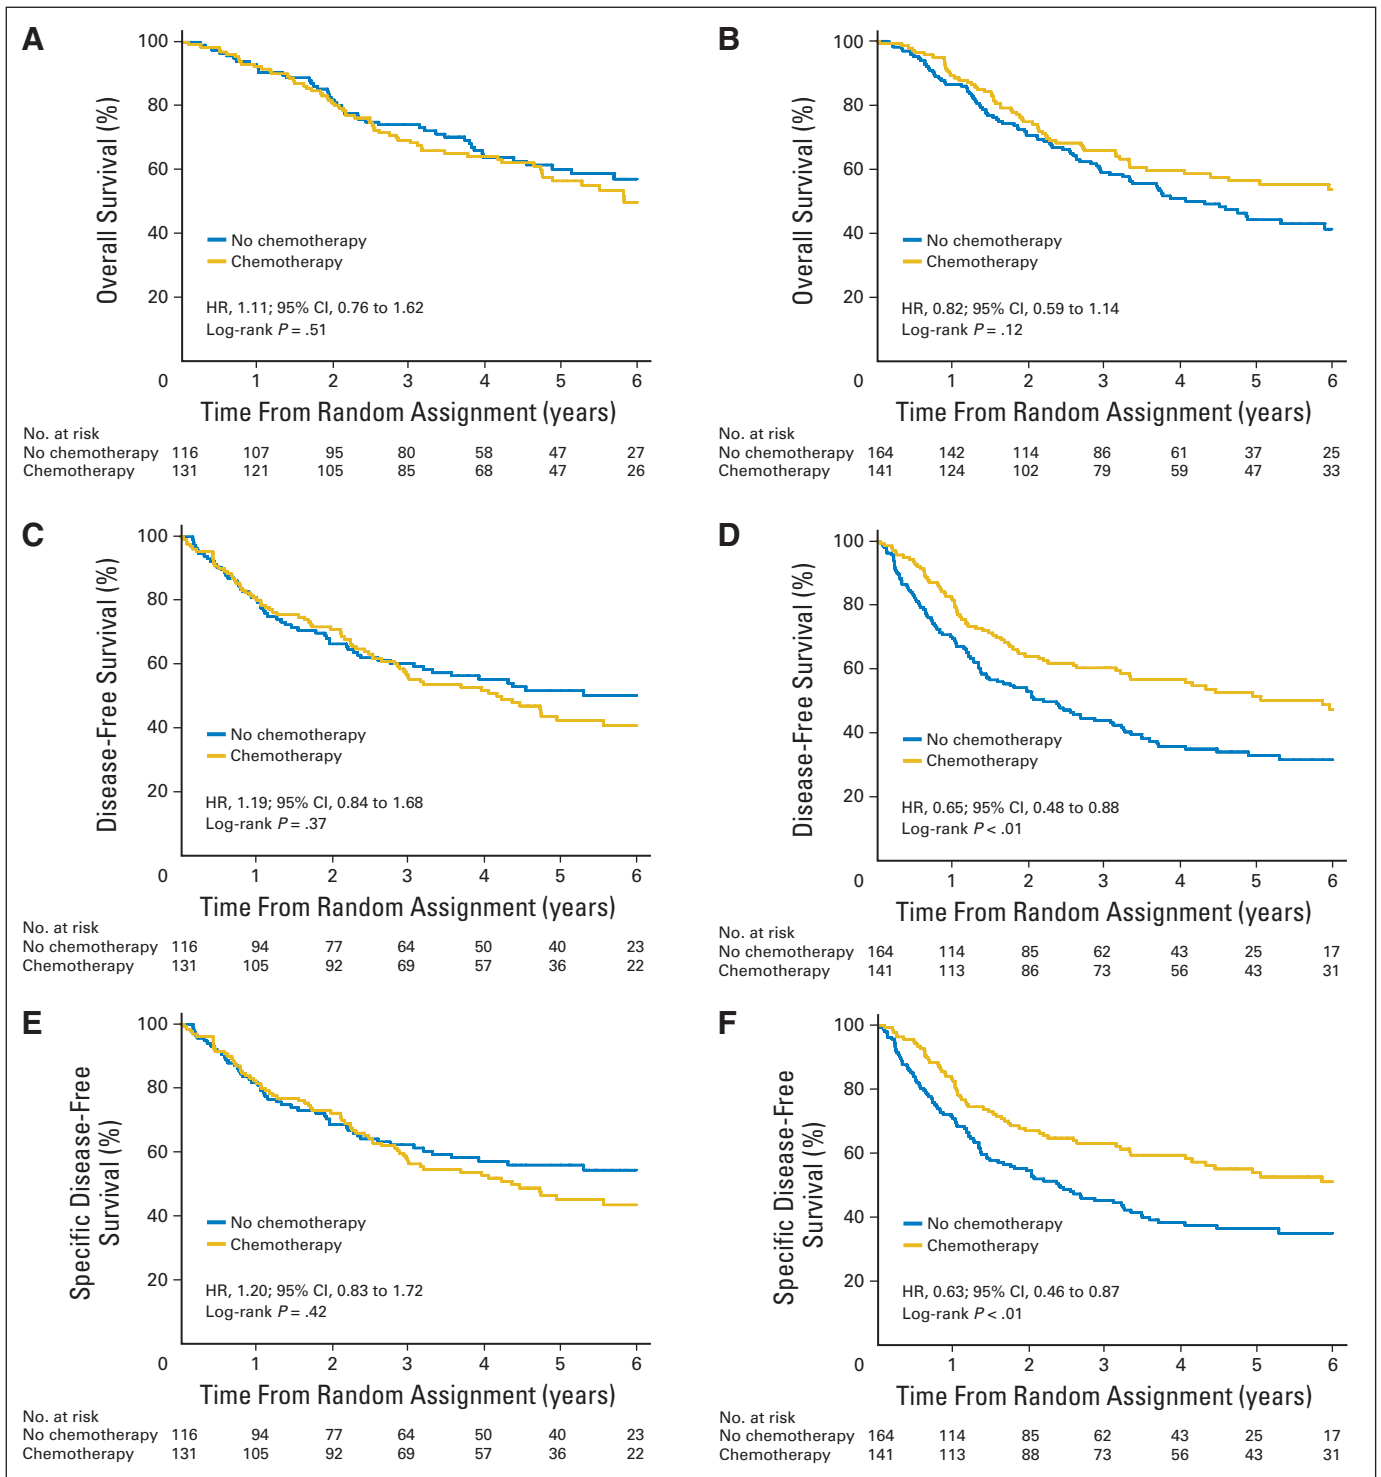 A
100
80
60
40
20
0
1 2 3 4 5 6
Overall Survival (%)
No chemotherapy
Chemotherapy
HR, 1.11; 95% CI, 0.76 to 1.62
Log-rank P = .51
Time From Random Assignment (years)
No. at risk
No chemotherapy 116 107 95 80 58 47 27
Chemotherapy 131 121 105 85 68 47 26
B
100
80
60
40
20
0
1 2 3 4 5 6
Overall Survival (%)
No chemotherapy
Chemotherapy
HR, 0.82; 95% CI, 0.59 to 1.14
Log-rank P = .12
Time From Random Assignment (years)
No. at risk
No chemotherapy 164 142 114 86 61 37 25
Chemotherapy 141 124 102 79 59 47 33
C
100
80
60
40
20
0
1 2 3 4 5 6
Disease-Free Survival (%)
No chemotherapy
Chemotherapy
HR, 1.19; 95% CI, 0.84 to 1.68
Log-rank P = .37
Time From Random Assignment (years)
No. at risk
No chemotherapy 116 94 77 64 50 40 23
Chemotherapy 131 105 92 69 57 36 22
D
100
80
60
40
20
0
1 2 3 4 5 6
Disease-Free Survival (%)
No chemotherapy
Chemotherapy
HR, 0.65; 95% CI, 0.48 to 0.88
Log-rank P < .01
Time From Random Assignment (years)
No. at risk
No chemotherapy 164 114 85 62 43 25 17
Chemotherapy 141 113 86 73 56 43 31
E
100
80
60
40
20
0
1 2 3 4 5 6
Specific Disease-Free
Survival (%)
No chemotherapy
Chemotherapy
HR, 1.20; 95% CI, 0.83 to 1.72
Log-rank P = .42
Time From Random Assignment (years)
No. at risk
No chemotherapy 116 94 77 64 50 40 23
Chemotherapy 131 105 92 69 57 36 22
F
100
80
60
40
20
0
1 2 3 4 5 6
Specific Disease-Free
Survival (%)
No chemotherapy
Chemotherapy
HR, 0.63; 95% CI, 0.46 to 0.87
Log-rank P < .01
Time From Random Assignment (years)
No. at risk
No chemotherapy 164 114 85 62 43 25 17
Chemotherapy 141 113 88 73 56 43 31